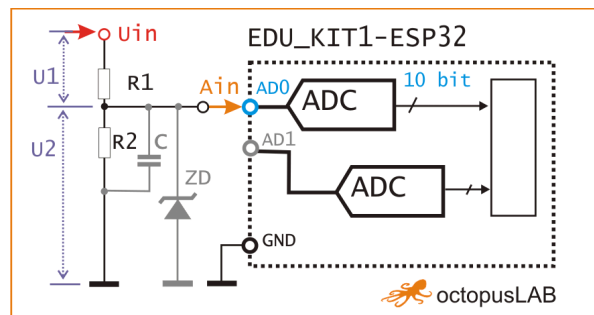 Uin
EDU_KIT1-ESP32
U1
R1
Ain
AD0
ADC
10 bit
U2
R2
C
ZD
AD1
ADC
GND
octopusLAB